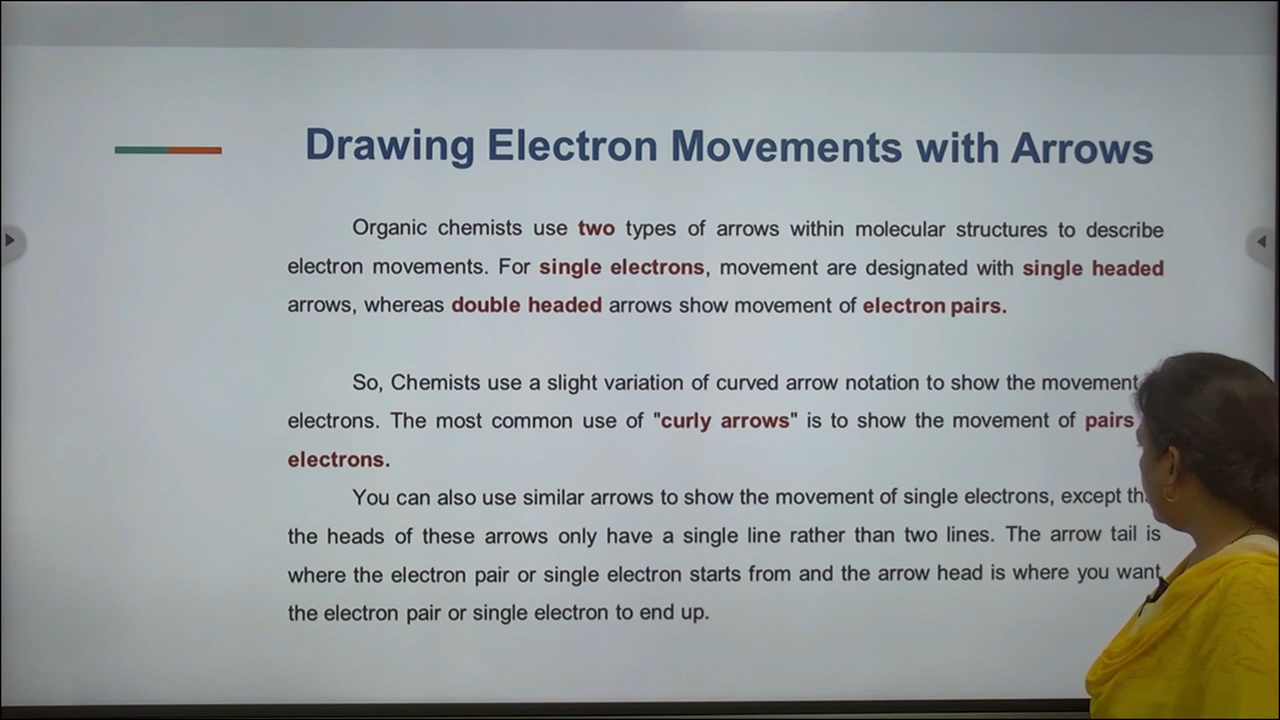 Drawing Electron Movements with Arrows
Organic chemists use two types of arrows within molecular structures to describe
electron movements. For single electrons, movement are designated with single headed
arrows, whereas double headed arrows show movement of electron pairs.
So, Chemists use a slight variation of curved arrow notation to show the movement
electrons. The most common use of "curly arrows" is to show the movement of pairs
electrons.
You can also use similar arrows to show the movement of single electrons, except
the heads of these arrows only have a single line rather than two lines. The arrow tail is
where the electron pair or single electron starts from and the arrow head is where you want
the electron pair or single electron to end up.